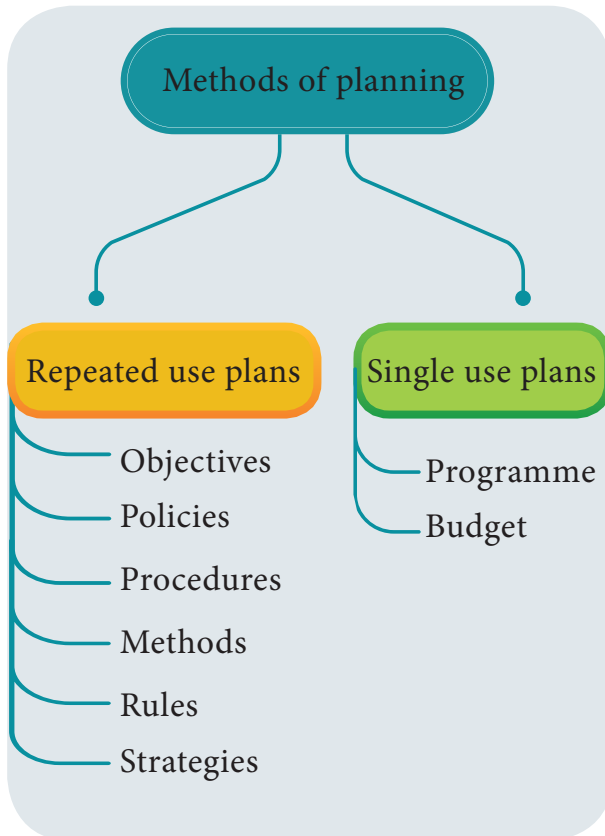 Methods of planning
Repeated use plans
Objectives
Policies
Procedures
Methods
Rules
Strategies
Single use plans
Programme
Budget